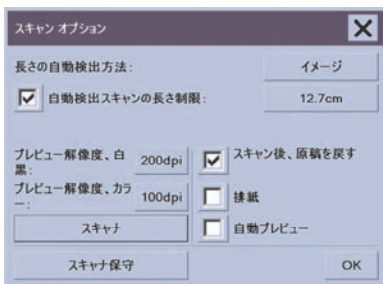 スキャン オプション
長さの自動検出方法:
イメージ
自動検出スキャンの長さ制限:
12.7cm
プレビュー解像度、白
黒:
200dpi
スキャン後、原稿を戻す
プレビュー解像度、カラ
ー:
100dpi
排紙
スキャナ
自動プレビュー
スキャナ保守
OK